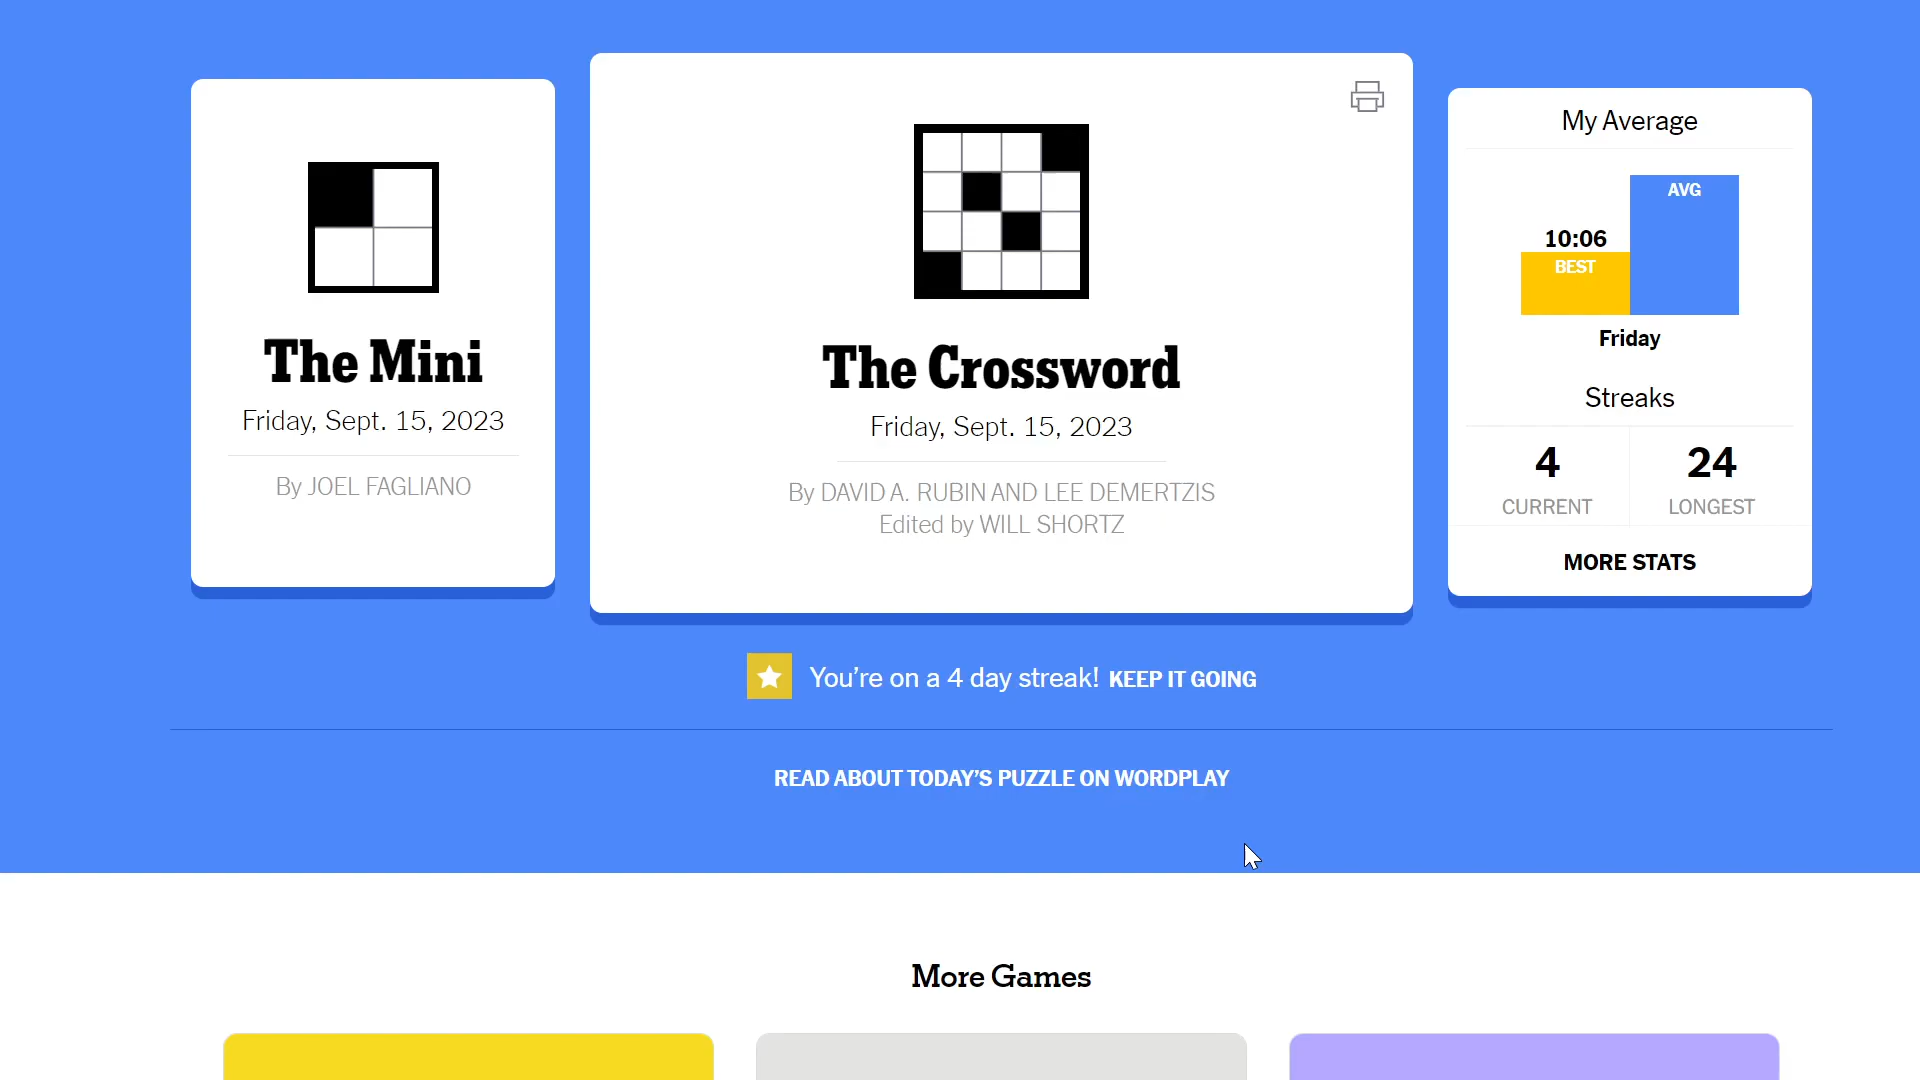 The Mini
Friday, Sept. 15, 2023
By JOEL FAGLIANO
The Crossword
Friday, Sept. 15, 2023
By DAVID A. RUBIN AND LEE DEMERTZIS
Edited by WILL SHORTZ
My Average
AVG
10:06
BEST
Friday
Streaks
4 24
CURRENT LONGEST
MORE STATS
You’re on a 4 day streak! KEEP IT GOING
READ ABOUT TODAY’S PUZZLE ON WORDPLAY
More Games